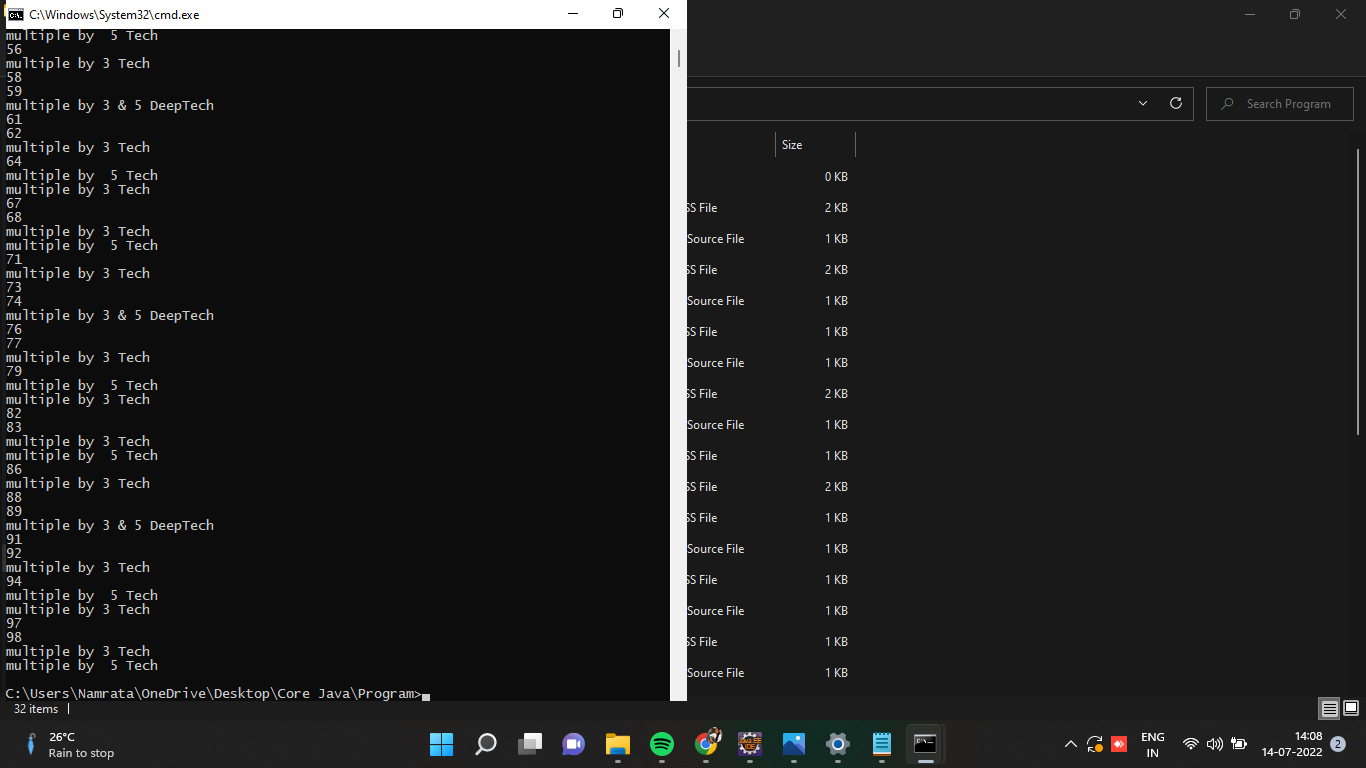 C:\Windows\System32\cmd.exe
multiple by  5 Tech
56
multiple by 3 Tech
58
59
multiple by 3 & 5 DeepTech
61
62
multiple by 3 Tech
64
multiple by  5 Tech
multiple by 3 Tech
67
68
multiple by 3 Tech
multiple by  5 Tech
71
multiple by 3 Tech
73
74
multiple by 3 & 5 DeepTech
76
77
multiple by 3 Tech
79
multiple by  5 Tech
multiple by 3 Tech
82
83
multiple by 3 Tech
multiple by  5 Tech
86
multiple by 3 Tech
88
89
multiple by 3 & 5 DeepTech
91
92
multiple by 3 Tech
94
multiple by  5 Tech
multiple by 3 Tech
97
98
multiple by 3 Tech
multiple by  5 Tech
C:\Users\Namrata\OneDrive\Desktop\Core Java\Program>
Search Program
Size
0 KB
SS File 2 KB
Source File 1 KB
SS File 2 KB
Source File 1 KB
SS File 1 KB
Source File 1 KB
SS File 2 KB
Source File 1 KB
SS File 1 KB
SS File 2 KB
SS File 1 KB
Source File 1 KB
SS File 1 KB
Source File 1 KB
SS File 1 KB
Source File 1 KB
32 items
26°C
Rain to stop
Java EE
IDE
ENG
IN
14:08
14-07-2022
2